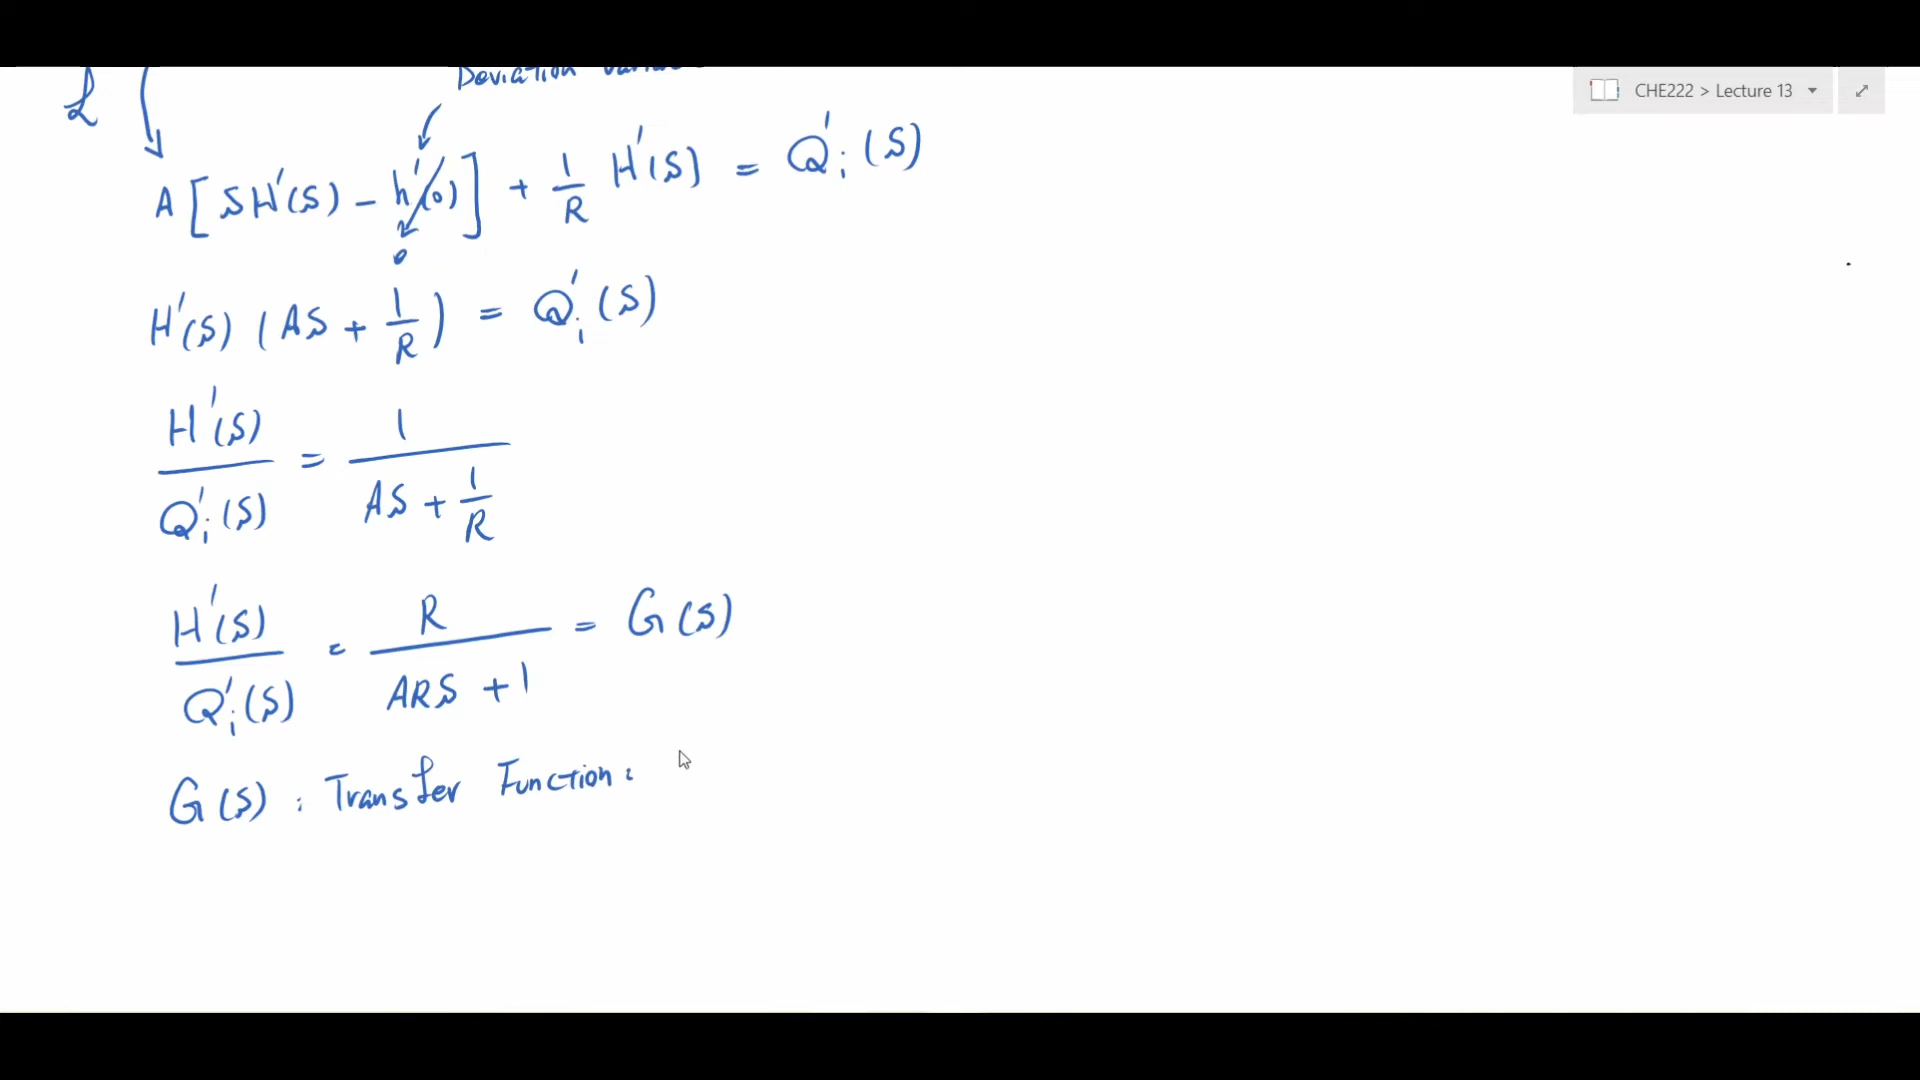 Deviation
CHE222 > Lecture 13
ℒ
A [ SH'(S) - h'(0) ] + 1/R H'(S) = Q'i (S)
0
H'(S) (AS + 1/R) = Q'i (S)
H'(S) / Q'i (S) = 1 / (AS + 1/R)
H'(S) / Q'i (S) = R / (ARS + 1) = G(S)
G(S) : Transfer Function :